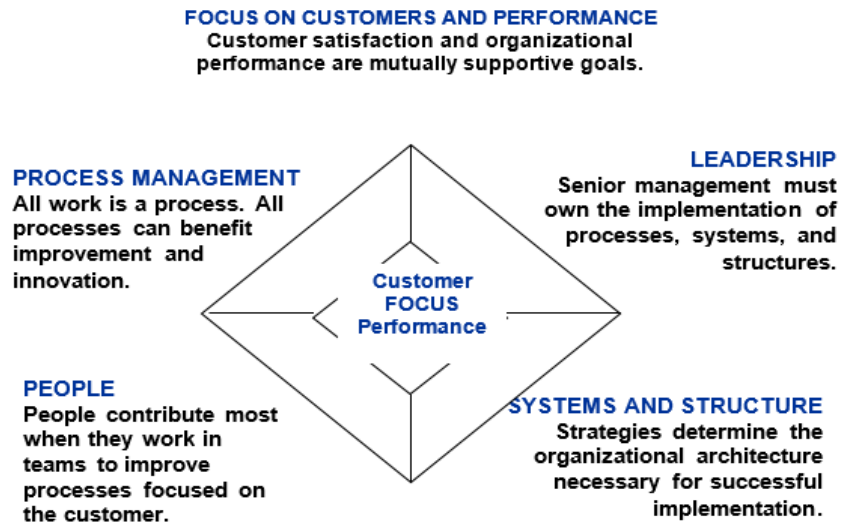 FOCUS ON CUSTOMERS AND PERFORMANCE
Customer satisfaction and organizational
performance are mutually supportive goals.
PROCESS MANAGEMENT
All work is a process. All
processes can benefit
improvement and
innovation.
LEADERSHIP
Senior management must
own the implementation of
processes, systems, and
structures.
Customer
FOCUS
Performance
PEOPLE
People contribute most
when they work in
teams to improve
processes focused on
the customer.
SYSTEMS AND STRUCTURE
Strategies determine the
organizational architecture
necessary for successful
implementation.